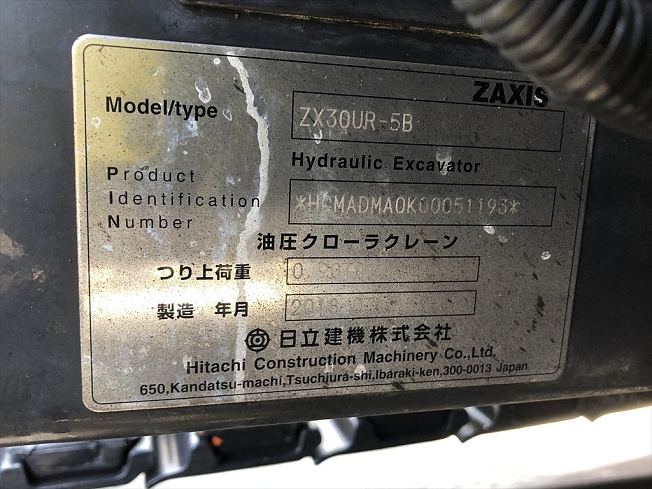 ZAXIS
Model/type ZX30UR-5B
Hydraulic Excavator
Product
Identification
Number
油圧クローラクレーン
つり上荷重
製造 年月
日立建機株式会社
Hitachi Construction Machinery Co.,Ltd.
650,Kandatsu-machi,Tsuchiura-shi,Ibaraki-ken,300-0013 Japan